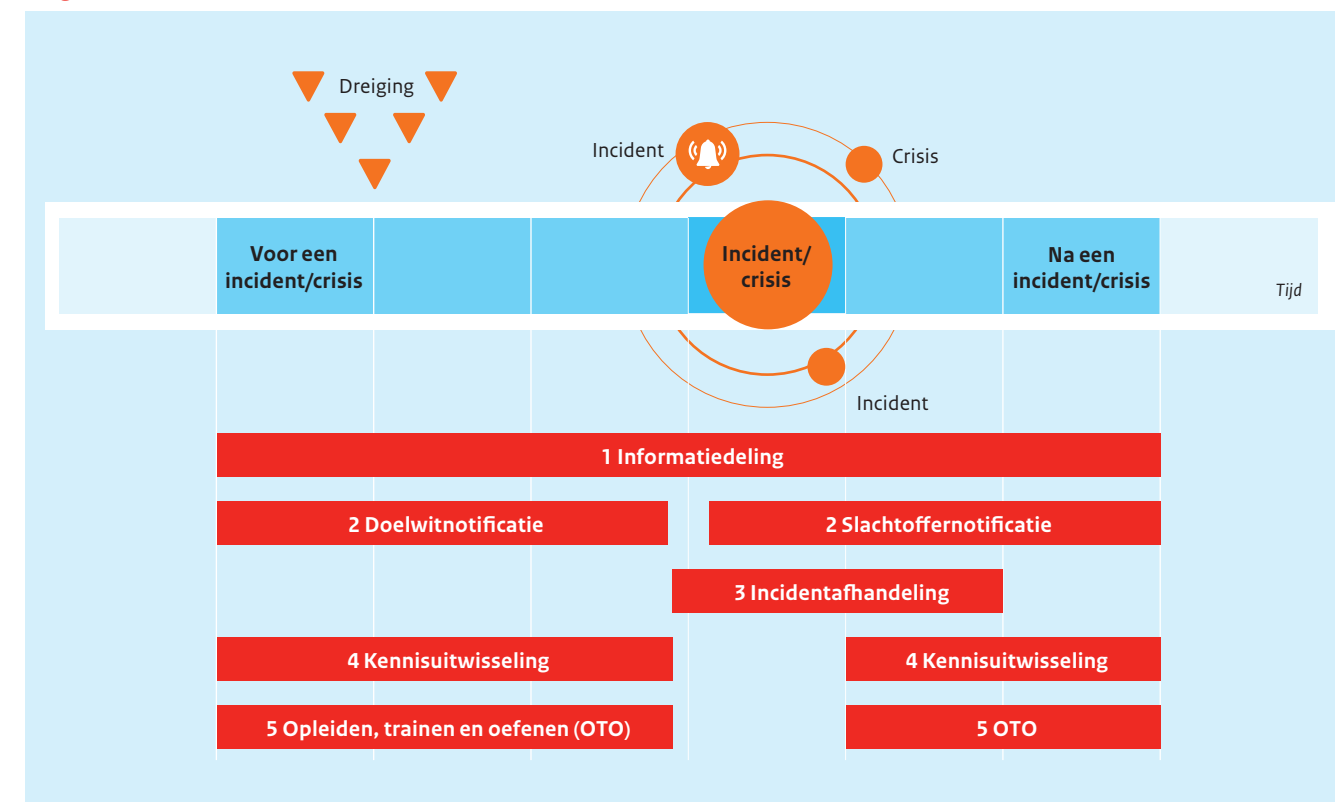 Dreiging
Incident
Crisis
Voor een
incident/crisis
Incident/
crisis
Na een
incident/crisis
Tijd
Incident
1 Informatiedeling
2 Doelwitnotificatie
2 Slachtoffernotificatie
3 Incidentafhandeling
4 Kennisuitwisseling
4 Kennisuitwisseling
5 Opleiden, trainen en oefenen (OTO)
5 OTO